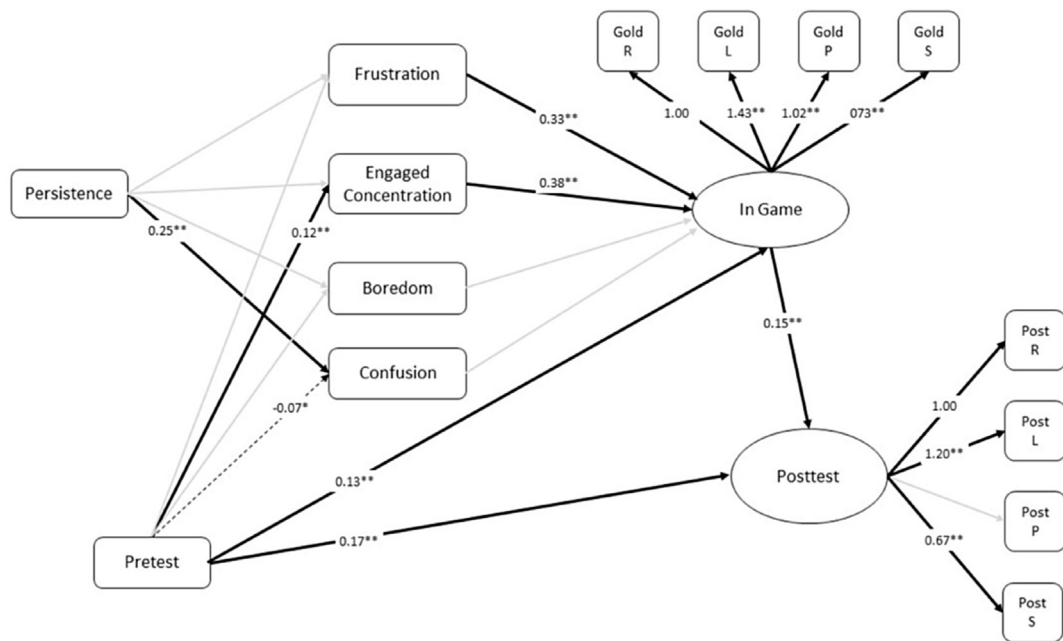 Gold
R
Gold
L
Gold
P
Gold
S
Frustration
1.00
1.43**
1.02**
073**
0.33**
Engaged
Concentration
0.38**
Persistence
In Game
0.25**
0.12**
Boredom
0.15**
Post
R
Confusion
-0.07*
1.00
Post
L
1.20**
Posttest
0.13**
Post
P
0.17**
0.67**
Pretest
Post
S